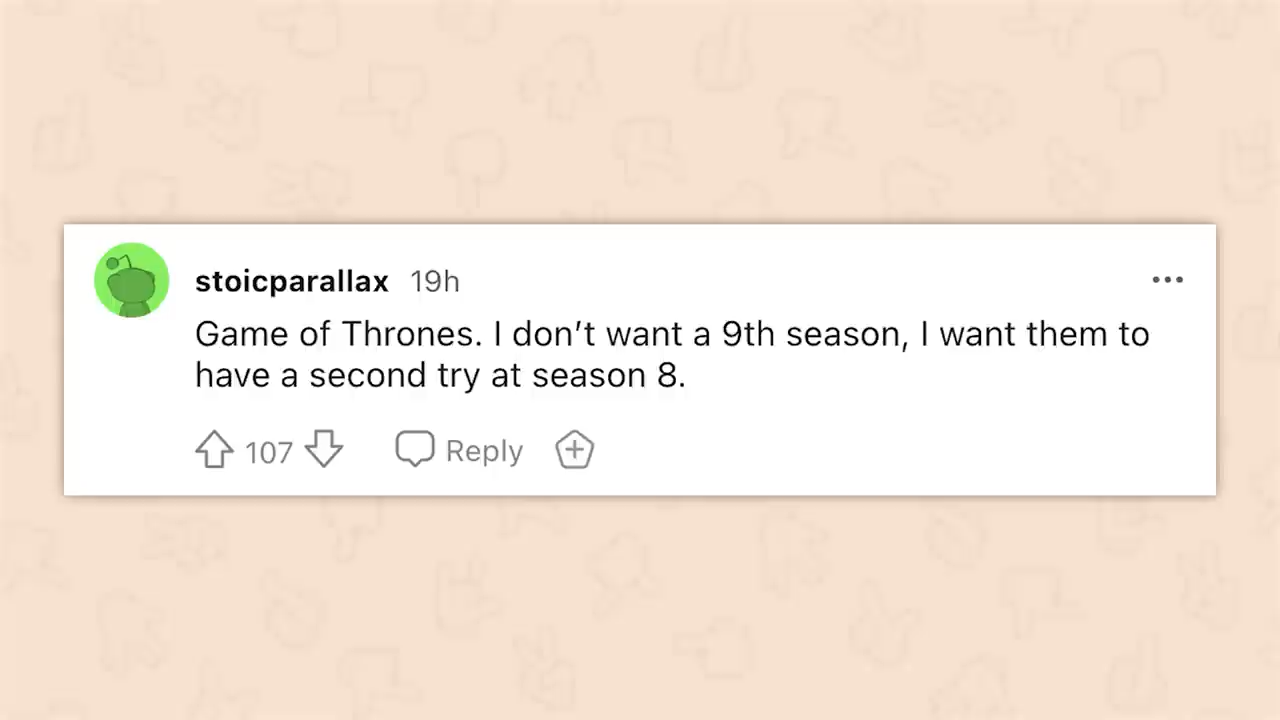 stoicparallax 19h
Game of Thrones. I don’t want a 9th season, I want them to
have a second try at season 8.
107 Reply